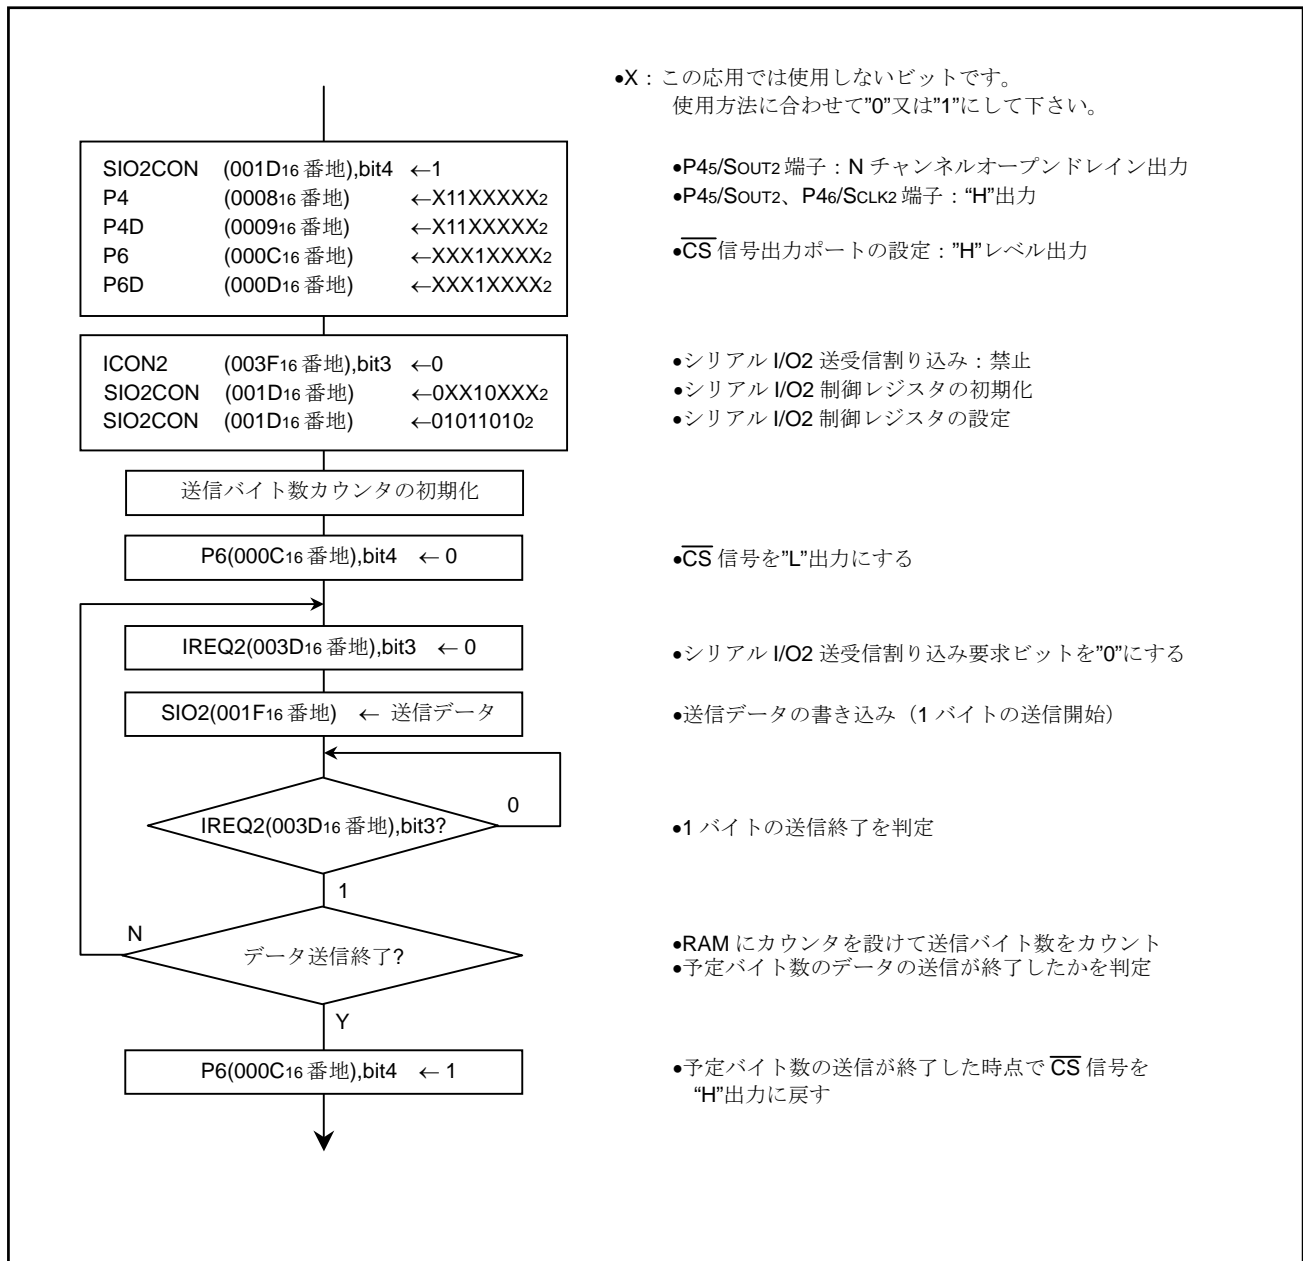 ●X：この応用では使用しないビットです。
使用方法に合わせて”0”又は”1”にして下さい。
SIO2CON (001D16 番地),bit4 ←1
P4 (000816 番地) ←X11XXXXX2
P4D (000916 番地) ←X11XXXXX2
P6 (000C16 番地) ←XXX1XXXX2
P6D (000D16 番地) ←XXX1XXXX2
●P45/SOUT2 端子：N チャンネルオープンドレイン出力
●P45/SOUT2、P46/SCLK2 端子：“H”出力
●CS 信号出力ポートの設定：”H”レベル出力
ICON2 (003F16 番地),bit3 ←0
SIO2CON (001D16 番地) ←0XX10XXX2
SIO2CON (001D16 番地) ←010110102
●シリアル I/O2 送受信割り込み：禁止
●シリアル I/O2 制御レジスタの初期化
●シリアル I/O2 制御レジスタの設定
送信バイト数カウンタの初期化
P6(000C16 番地),bit4 ← 0
●CS 信号を”L”出力にする
IREQ2(003D16 番地),bit3 ← 0
●シリアル I/O2 送受信割り込み要求ビットを”0”にする
SIO2(001F16 番地) ← 送信データ
●送信データの書き込み（1 バイトの送信開始）
0
IREQ2(003D16 番地),bit3?
●1 バイトの送信終了を判定
1
N
データ送信終了?
●RAM にカウンタを設けて送信バイト数をカウント
●予定バイト数のデータの送信が終了したかを判定
Y
P6(000C16 番地),bit4 ← 1
●予定バイト数の送信が終了した時点で CS 信号を
“H”出力に戻す